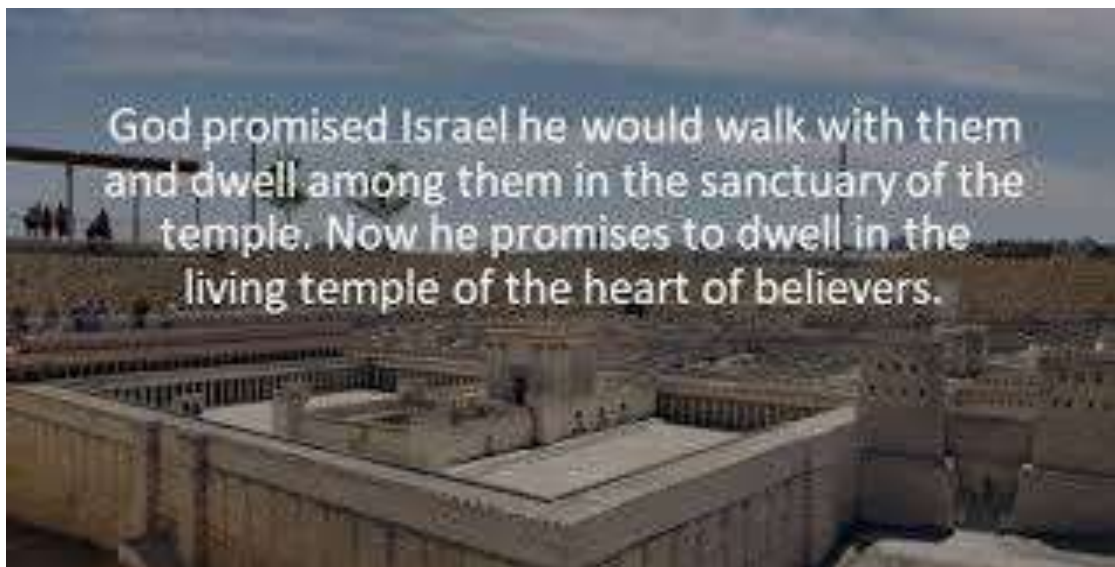 God promised Israel he would walk with them
and dwell among them in the sanctuary of the
temple. Now he promises to dwell in the
living temple of the heart of believers.